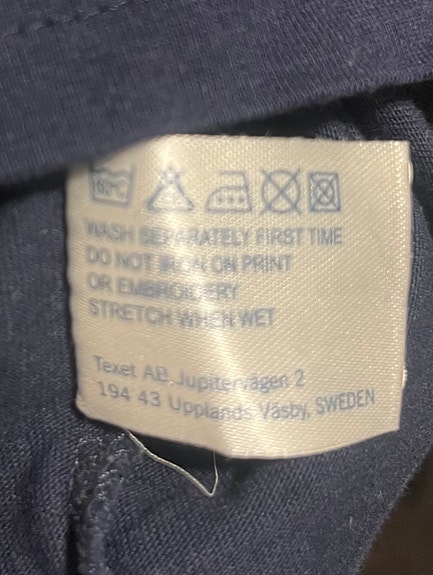 60°C
WASH SEPARATELY FIRST TIME
DO NOT IRON ON PRINT
OR EMBROIDERY
STRETCH WHEN WET
Texet AB, Jupitervägen 2
194 43 Upplands Väsby, SWEDEN